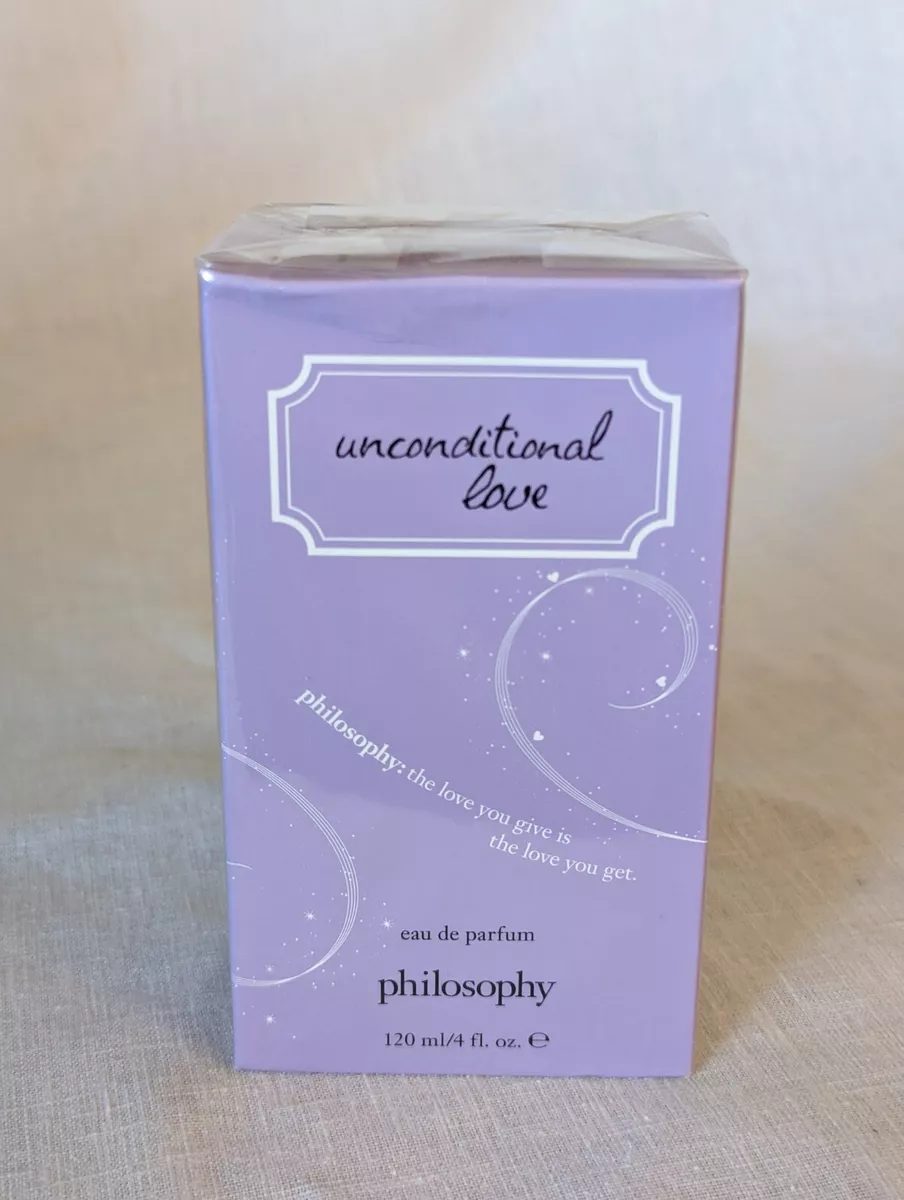 unconditional
love
philosophy: the love you give is
the love you get.
eau de parfum
philosophy
120 ml/4 fl. oz. ℮